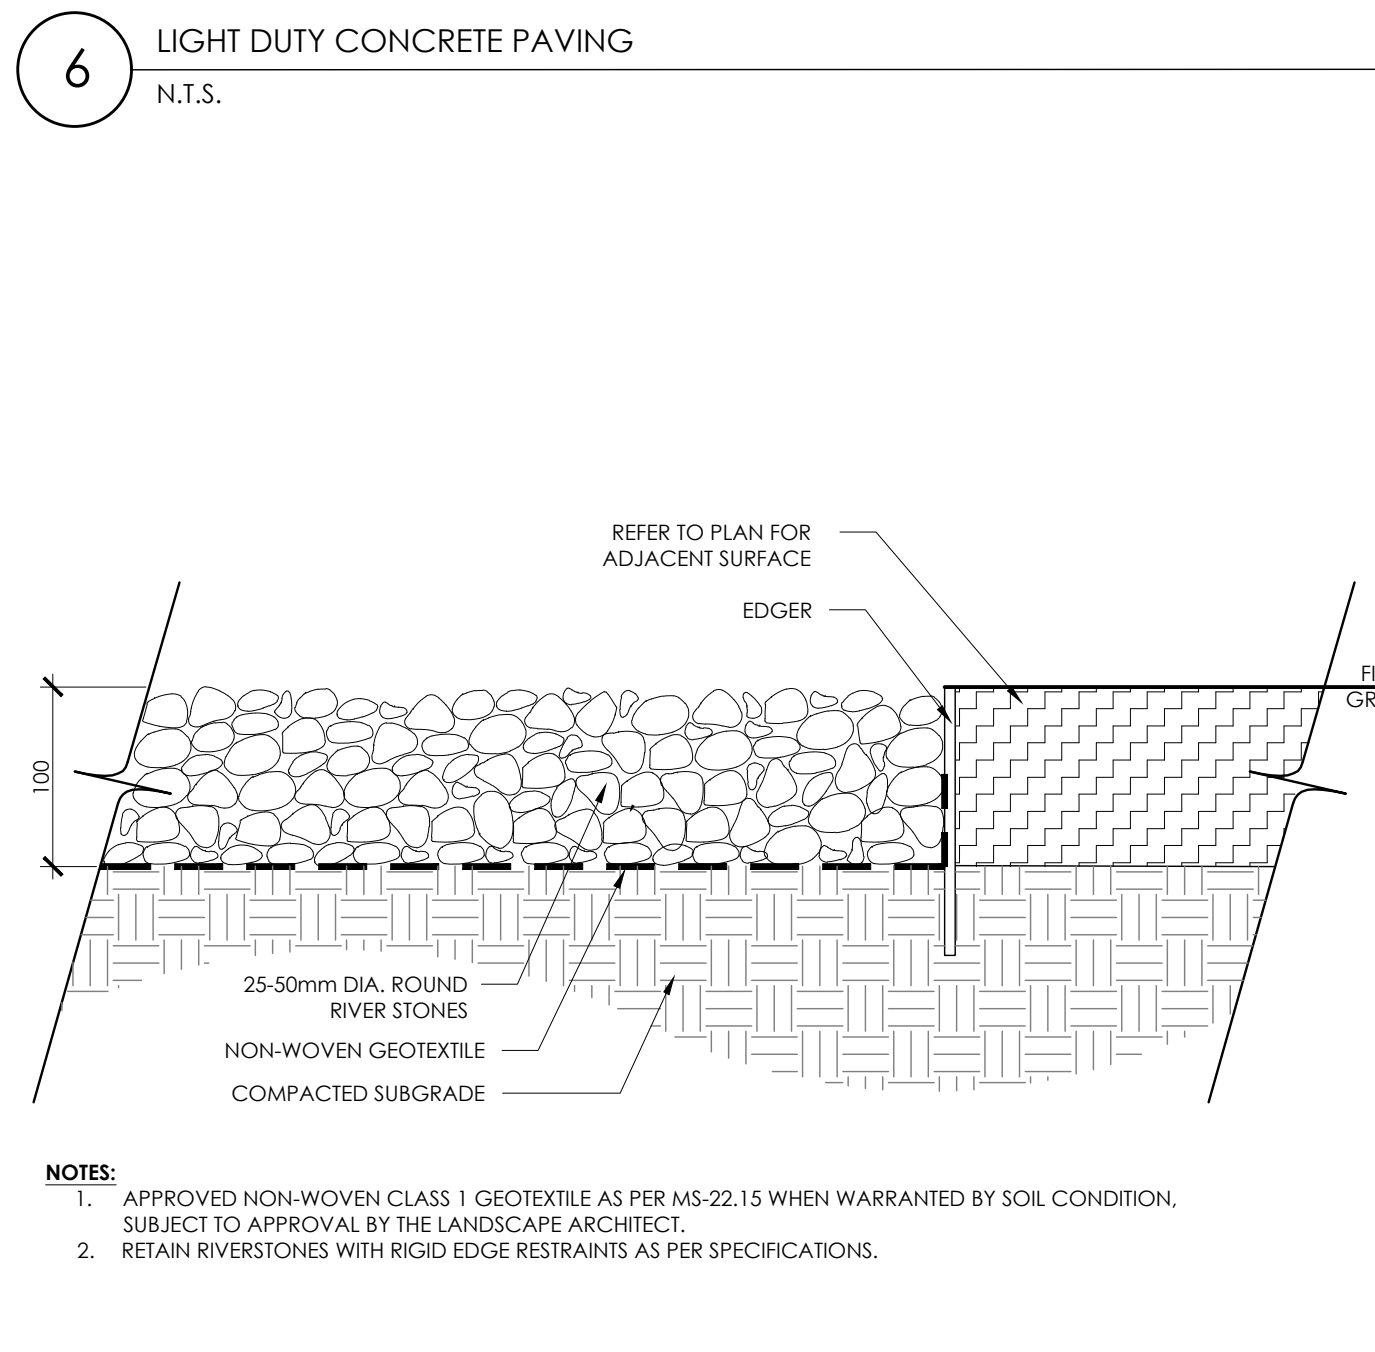 6
LIGHT DUTY CONCRETE PAVING
N.T.S.
REFER TO PLAN FOR
ADJACENT SURFACE
EDGER
100
25-50mm DIA. ROUND
RIVER STONES
NON-WOVEN GEOTEXTILE
COMPACTED SUBGRADE
NOTES:
1. APPROVED NON-WOVEN CLASS 1 GEOTEXTILE AS PER MS-22.15 WHEN WARRANTED BY SOIL CONDITION,
SUBJECT TO APPROVAL BY THE LANDSCAPE ARCHITECT.
2. RETAIN RIVERSTONES WITH RIGID EDGE RESTRAINTS AS PER SPECIFICATIONS.